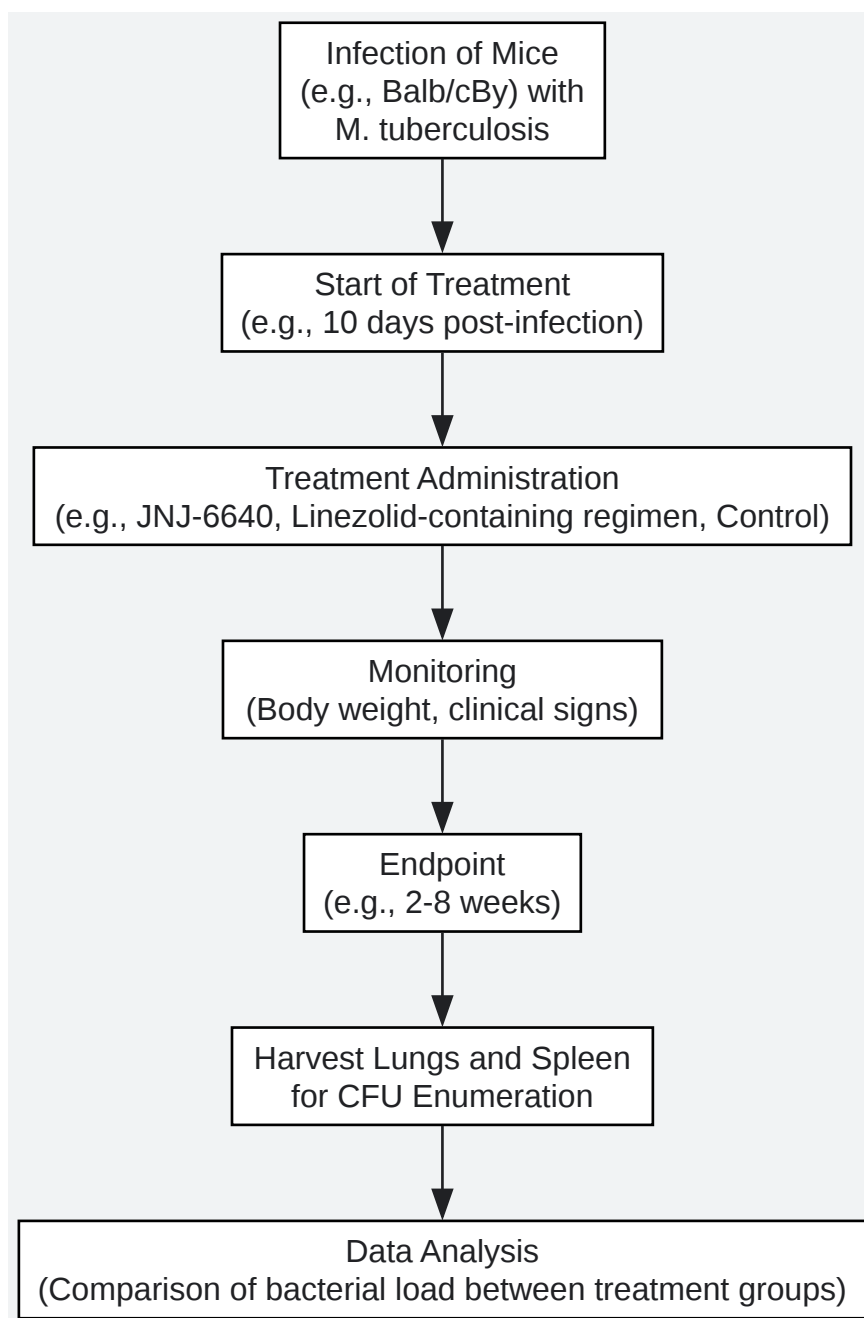 Infection of Mice
(e.g., Balb/cBy) with
M. tuberculosis
Start of Treatment
(e.g., 10 days post-infection)
Treatment Administration
(e.g., JNJ-6640, Linezolid-containing regimen, Control)
Monitoring
(Body weight, clinical signs)
Endpoint
(e.g., 2-8 weeks)
Harvest Lungs and Spleen
for CFU Enumeration
Data Analysis
(Comparison of bacterial load between treatment groups)